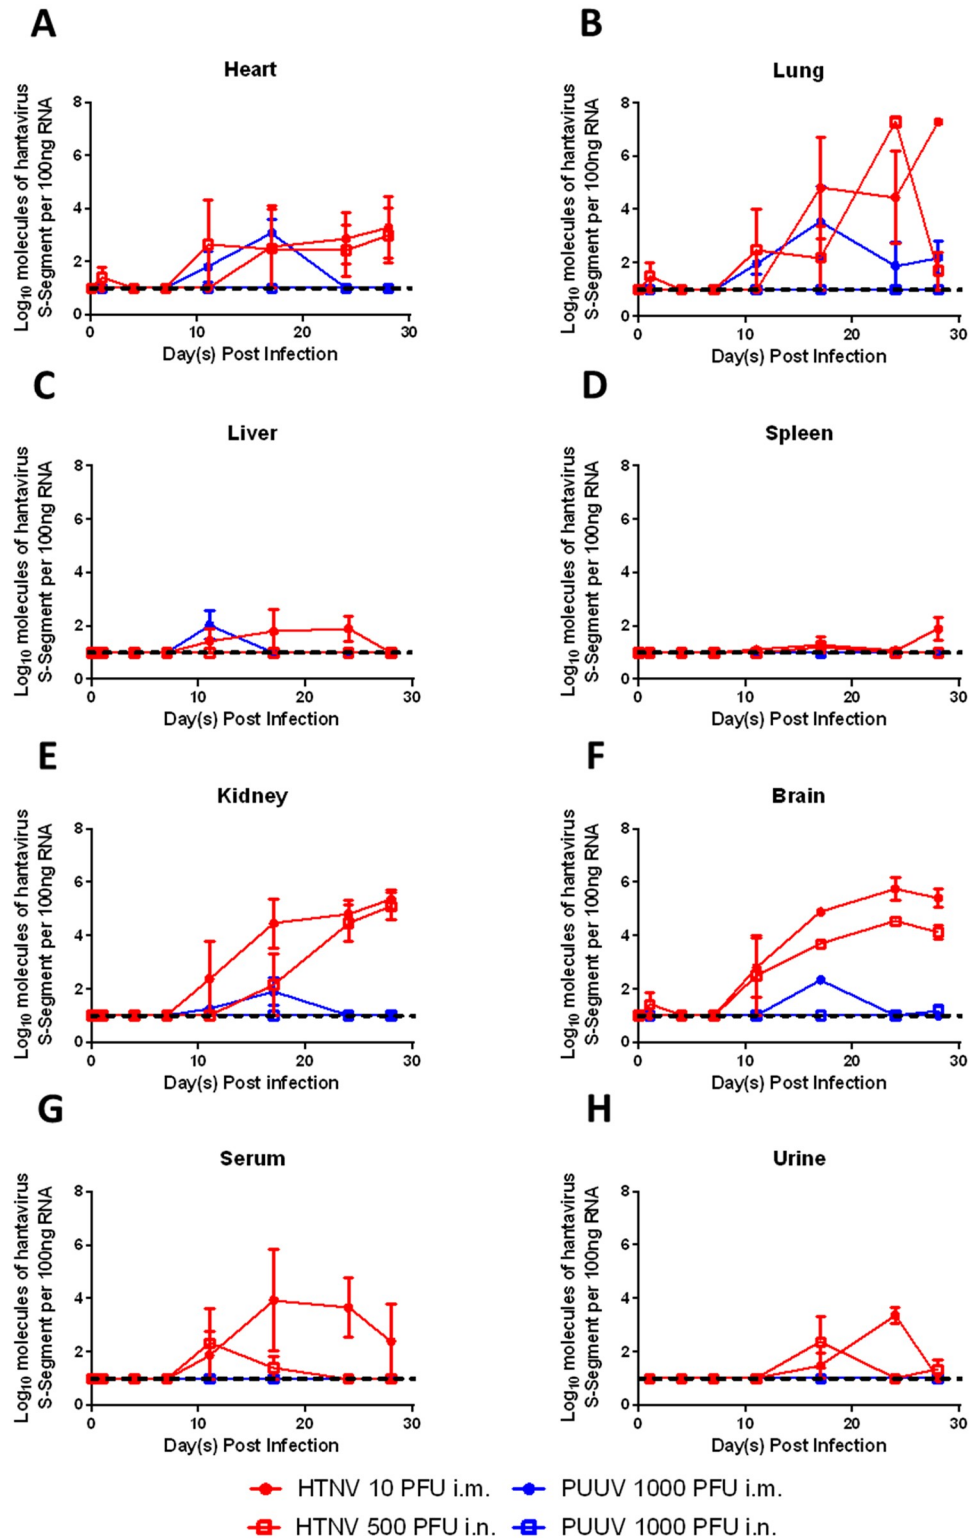 A
B
Heart
Lung
Log10 molecules of hantavirus
S-Segment per 100ng RNA
8
6
4
2
0
0 10 20 30
Day(s) Post Infection
Log10 molecules of hantavirus
S-Segment per 100ng RNA
8
6
4
2
0
0 10 20 30
Day(s) Post Infection
C
D
Liver
Spleen
Log10 molecules of hantavirus
S-Segment per 100ng RNA
8
6
4
2
0
0 10 20 30
Day(s) Post Infection
Log10 molecules of hantavirus
S-Segment per 100ng RNA
8
6
4
2
0
0 10 20 30
Day(s) Post Infection
E
F
Kidney
Brain
Log10 molecules of hantavirus
S-Segment per 100ng RNA
8
6
4
2
0
0 10 20 30
Day(s) Post infection
Log10 molecules of hantavirus
S-Segment per 100ng RNA
8
6
4
2
0
0 10 20 30
Day(s) Post Infection
G
H
Serum
Urine
Log10 molecules of hantavirus
S-Segment per 100ng RNA
8
6
4
2
0
0 10 20 30
Day(s) Post Infection
Log10 molecules of hantavirus
S-Segment per 100ng RNA
8
6
4
2
0
0 10 20 30
Day(s) Post Infection
HTNV 10 PFU i.m. PUUV 1000 PFU i.m.
HTNV 500 PFU i.n. PUUV 1000 PFU i.n.